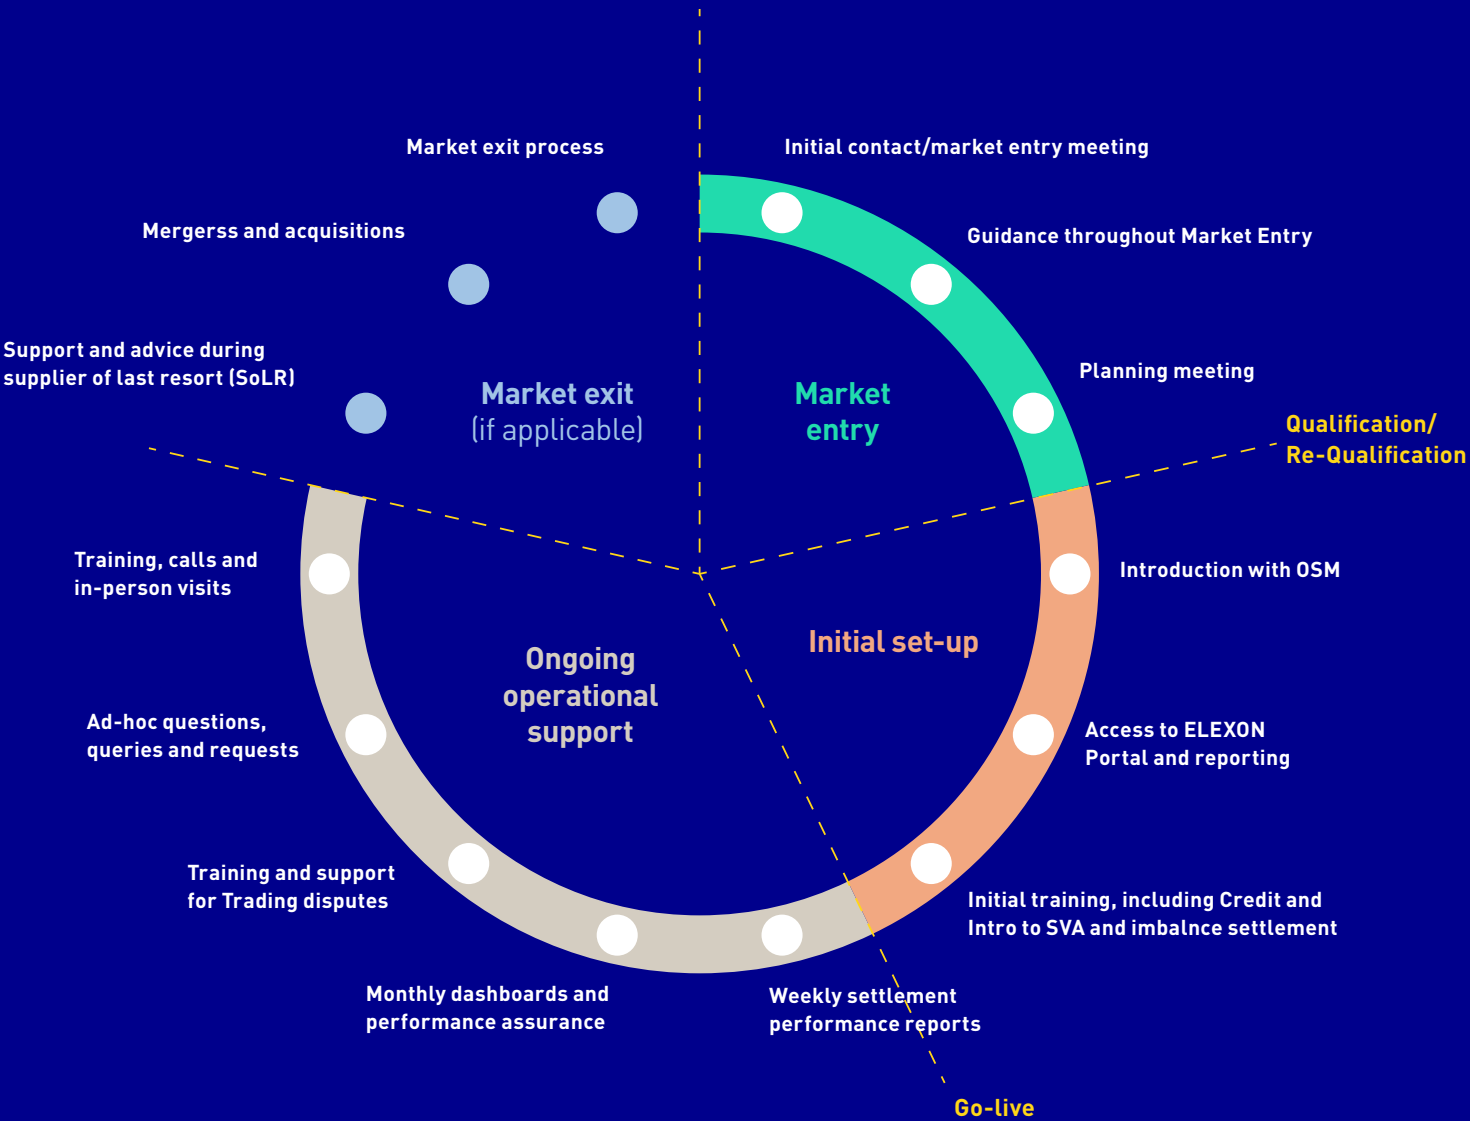 Market exit process
Initial contact/market entry meeting
Mergerss and acquisitions
Guidance throughout Market Entry
Support and advice during
supplier of last resort (SoLR)
Planning meeting
Market exit
(if applicable)
Market
entry
Qualification/
Re-Qualification
Training, calls and
in-person visits
Introduction with OSM
Initial set-up
Ongoing
operational
support
Ad-hoc questions,
queries and requests
Access to ELEXON
Portal and reporting
Training and support
for Trading disputes
Initial training, including Credit and
Intro to SVA and imbalnce settlement
Monthly dashboards and
performance assurance
Weekly settlement
performance reports
Go-live